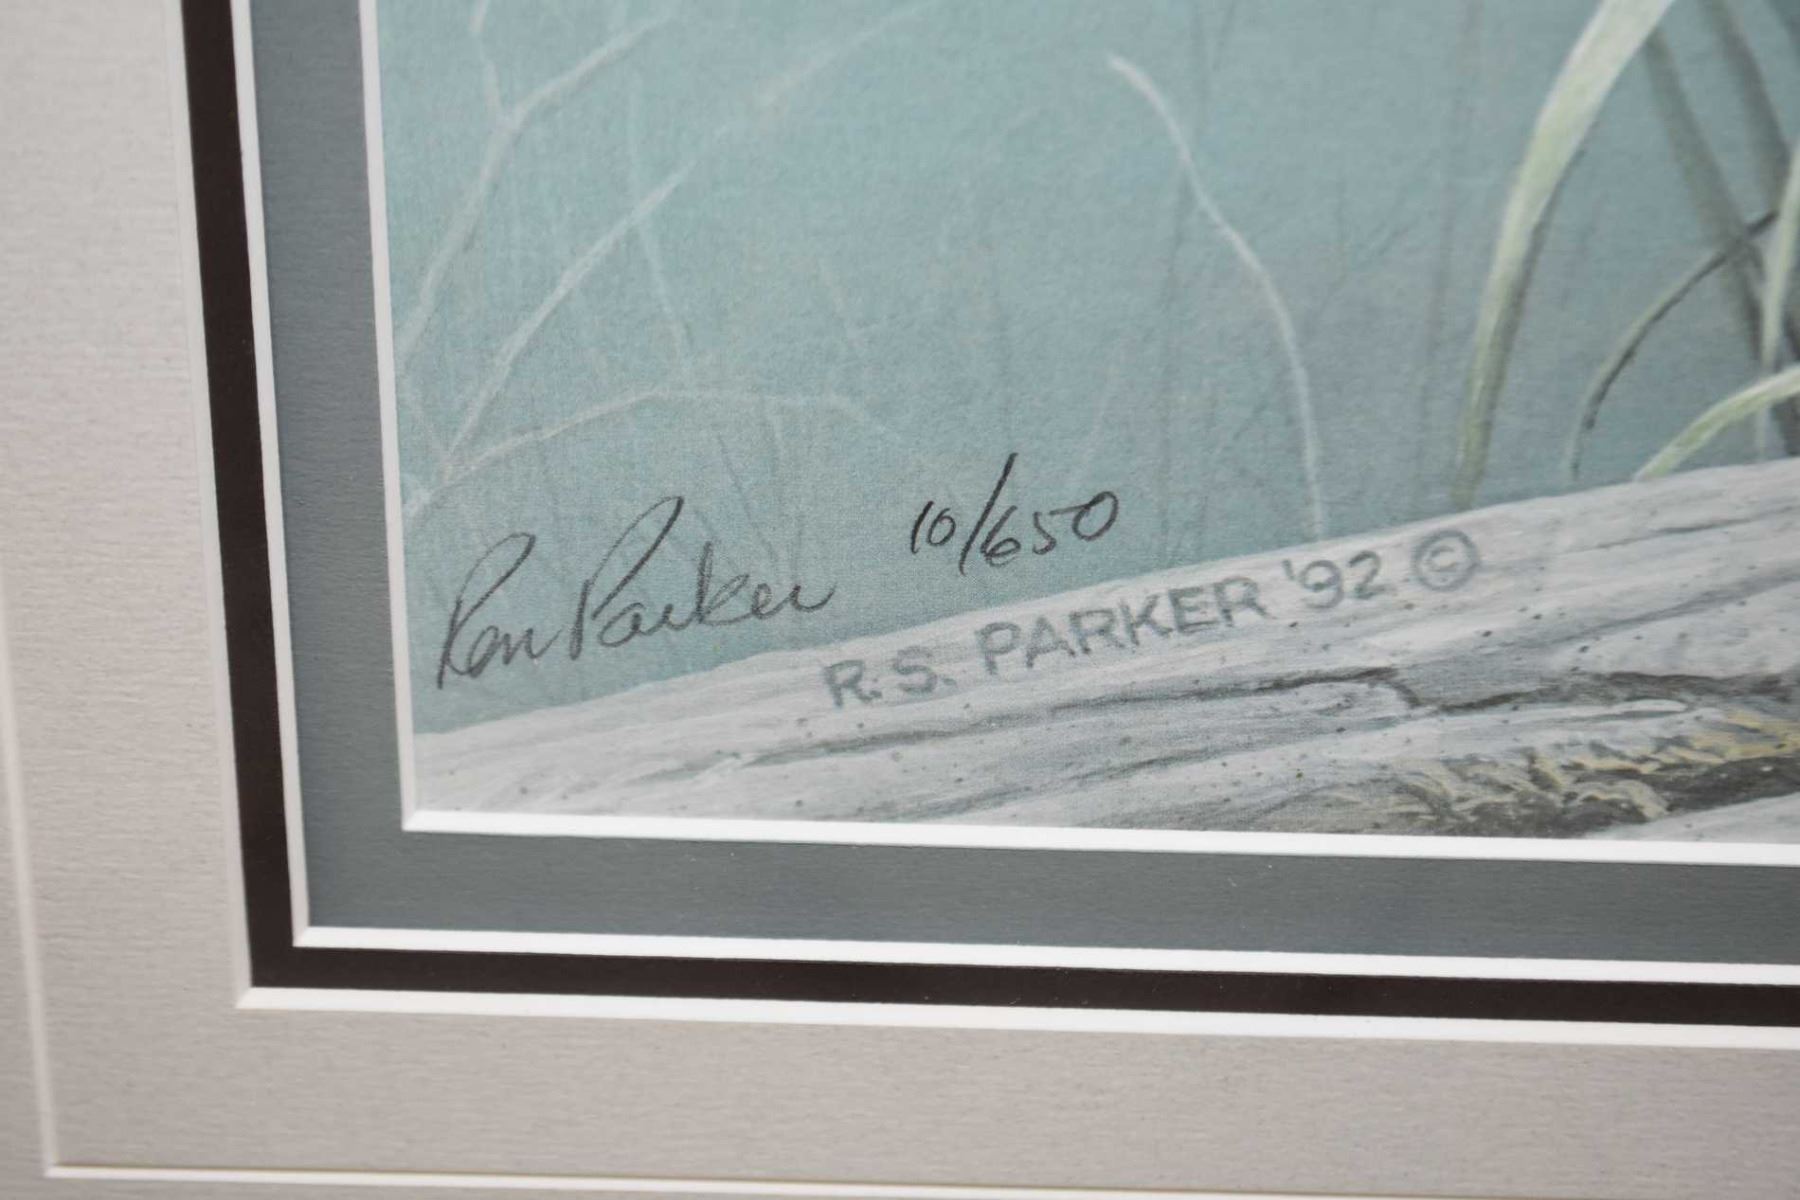 Ron Parker 10/650
R.S. PARKER '92 ©